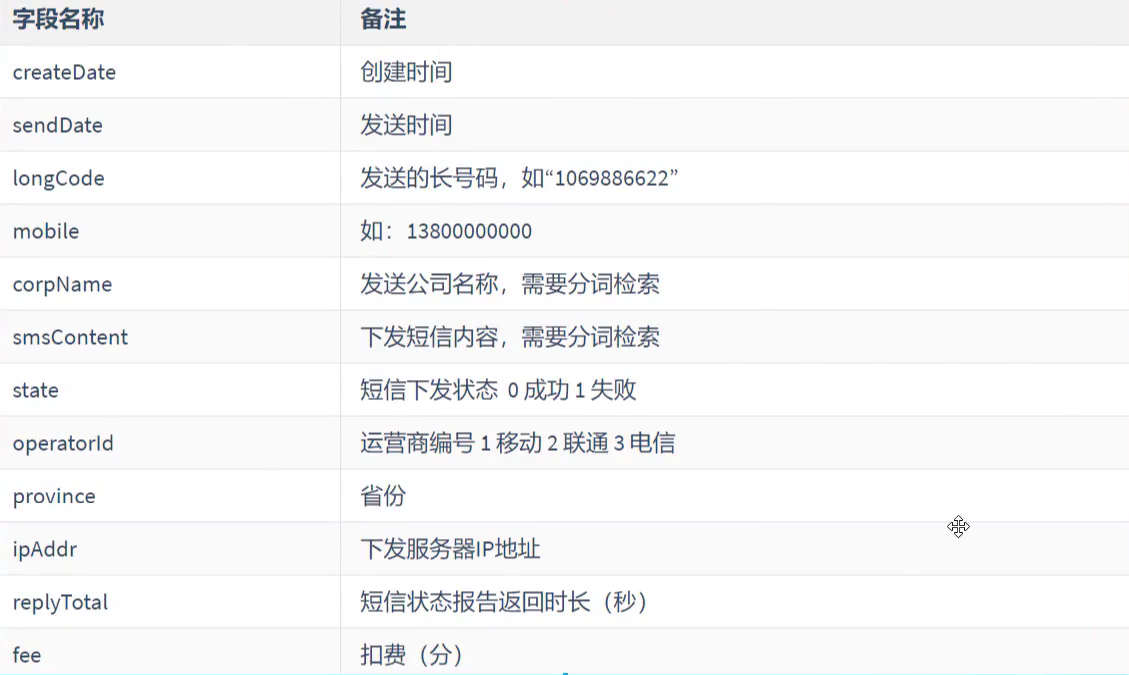 字段名称 备注
createDate 创建时间
sendDate 发送时间
longCode 发送的长号码，如“1069886622”
mobile 如：13800000000
corpName 发送公司名称，需要分词检索
smsContent 下发短信内容，需要分词检索
state 短信下发状态 0 成功 1 失败
operatorId 运营商编号 1 移动 2 联通 3 电信
province 省份
ipAddr 下发服务器IP地址
replyTotal 短信状态报告返回时长（秒）
fee 扣费（分）